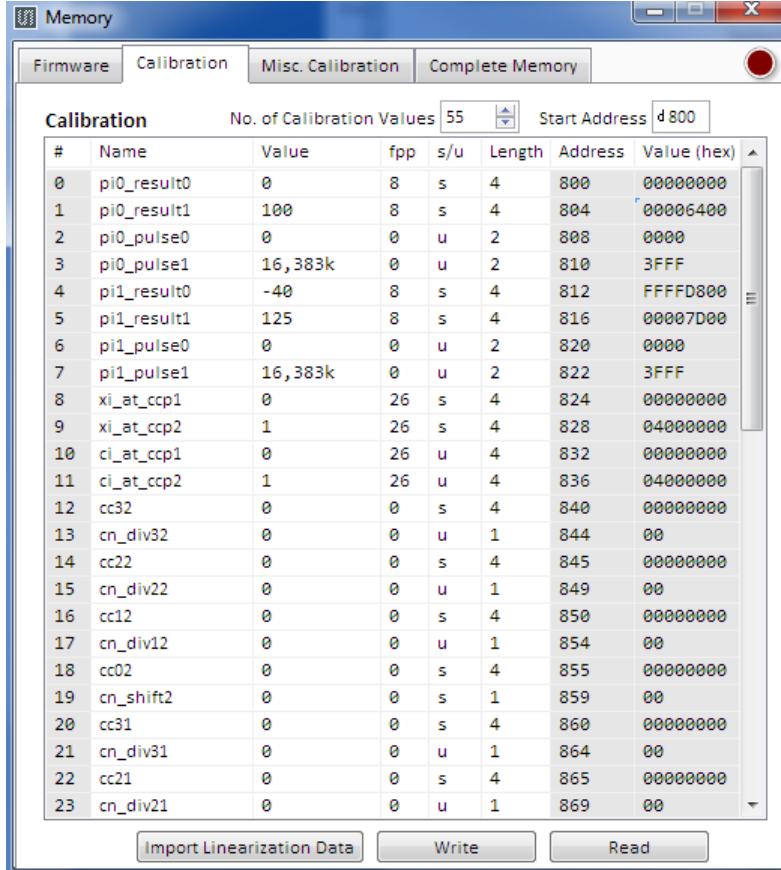 Memory
Firmware Calibration Misc. Calibration Complete Memory
Calibration No. of Calibration Values 55 Start Address d 800
# Name Value fpp s/u Length Address Value (hex)
0 pi0_result0 0 8 s 4 800 00000000
1 pi0_result1 100 8 s 4 804 00006400
2 pi0_pulse0 0 0 u 2 808 0000
3 pi0_pulse1 16,383k 0 u 2 810 3FFF
4 pi1_result0 -40 8 s 4 812 FFFFD800
5 pi1_result1 125 8 s 4 816 00007D00
6 pi1_pulse0 0 0 u 2 820 0000
7 pi1_pulse1 16,383k 0 u 2 822 3FFF
8 xi_at_ccp1 0 26 s 4 824 00000000
9 xi_at_ccp2 1 26 s 4 828 04000000
10 ci_at_ccp1 0 26 u 4 832 00000000
11 ci_at_ccp2 1 26 u 4 836 04000000
12 cc32 0 0 s 4 840 00000000
13 cn_div32 0 0 u 1 844 00
14 cc22 0 0 s 4 845 00000000
15 cn_div22 0 0 u 1 849 00
16 cc12 0 0 s 4 850 00000000
17 cn_div12 0 0 u 1 854 00
18 cc02 0 0 s 4 855 00000000
19 cn_shift2 0 0 s 1 859 00
20 cc31 0 0 s 4 860 00000000
21 cn_div31 0 0 u 1 864 00
22 cc21 0 0 s 4 865 00000000
23 cn_div21 0 0 u 1 869 00
Import Linearization Data Write Read